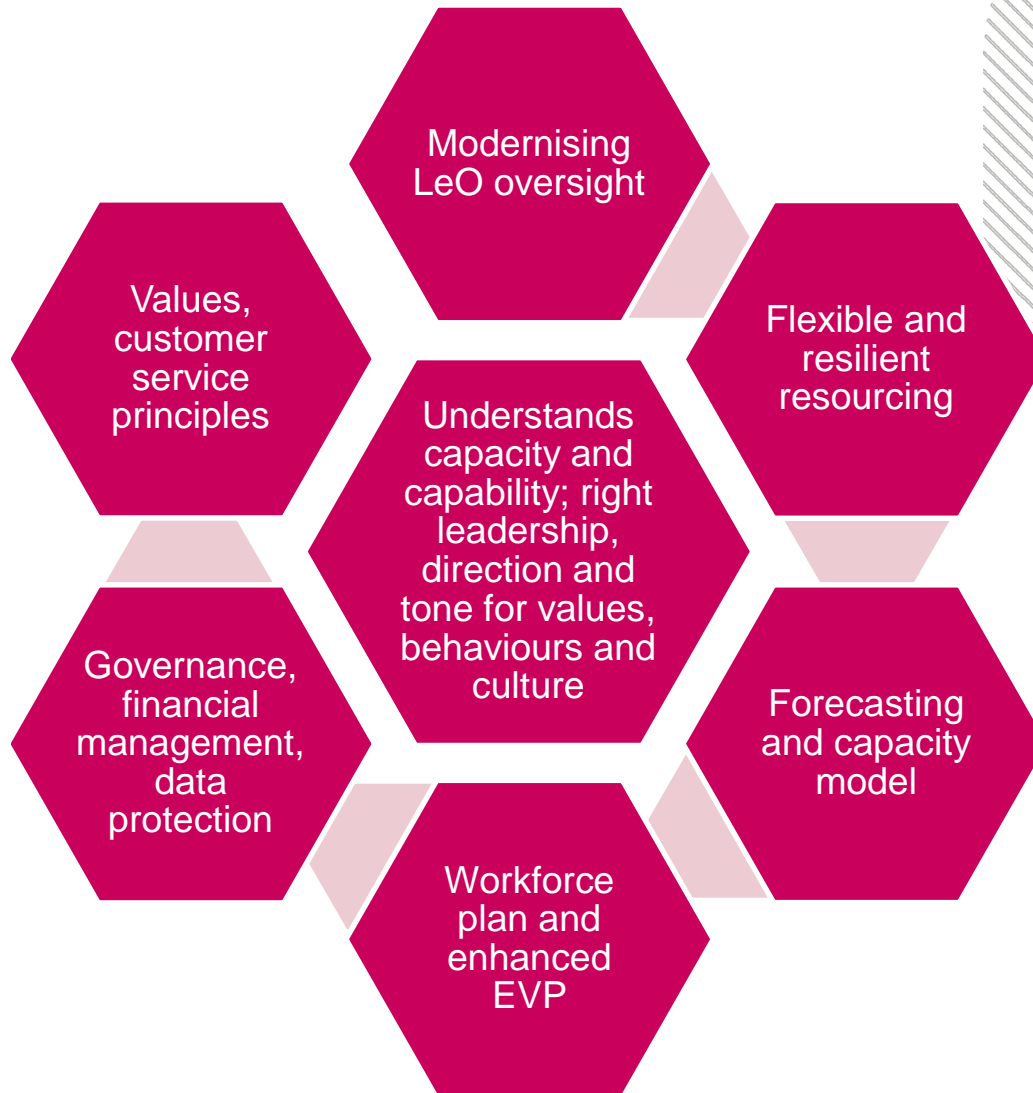 Modernising
LeO oversight
Values,
customer
service
principles
Flexible and
resilient
resourcing
Understands
capacity and
capability; right
leadership,
direction and
tone for values,
behaviours and
culture
Governance,
financial
management,
data
protection
Forecasting
and capacity
model
Workforce
plan and
enhanced
EVP